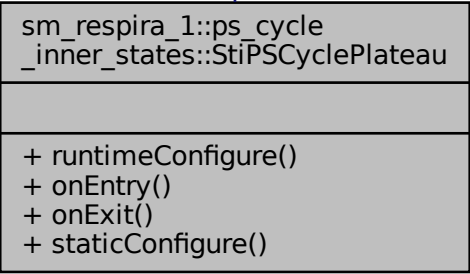 sm_respira_1::ps_cycle
_inner_states::StiPSCyclePlateau
+ runtimeConfigure()
+ onEntry()
+ onExit()
+ staticConfigure()